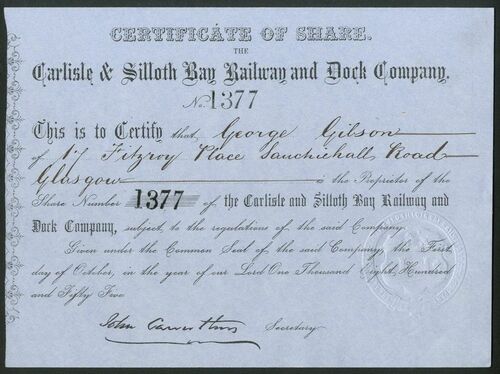 CERTIFICATE OF SHARE.
THE
Carlisle & Silloth Bay Railway and Dock Company.
No. 1377
This is to Certify that George Gibson
of 17 Fitzroy Place Sauchiehall Road
Glasgow is the Proprietor of the
Share Number 1377 of the Carlisle and Silloth Bay Railway and
Dock Company, subject to the regulations of the said Company.
Given under the Common Seal of the said Company, the First
day of October, in the year of our Lord One Thousand Eight Hundred
and Fifty Five
John Carruthers Secretary